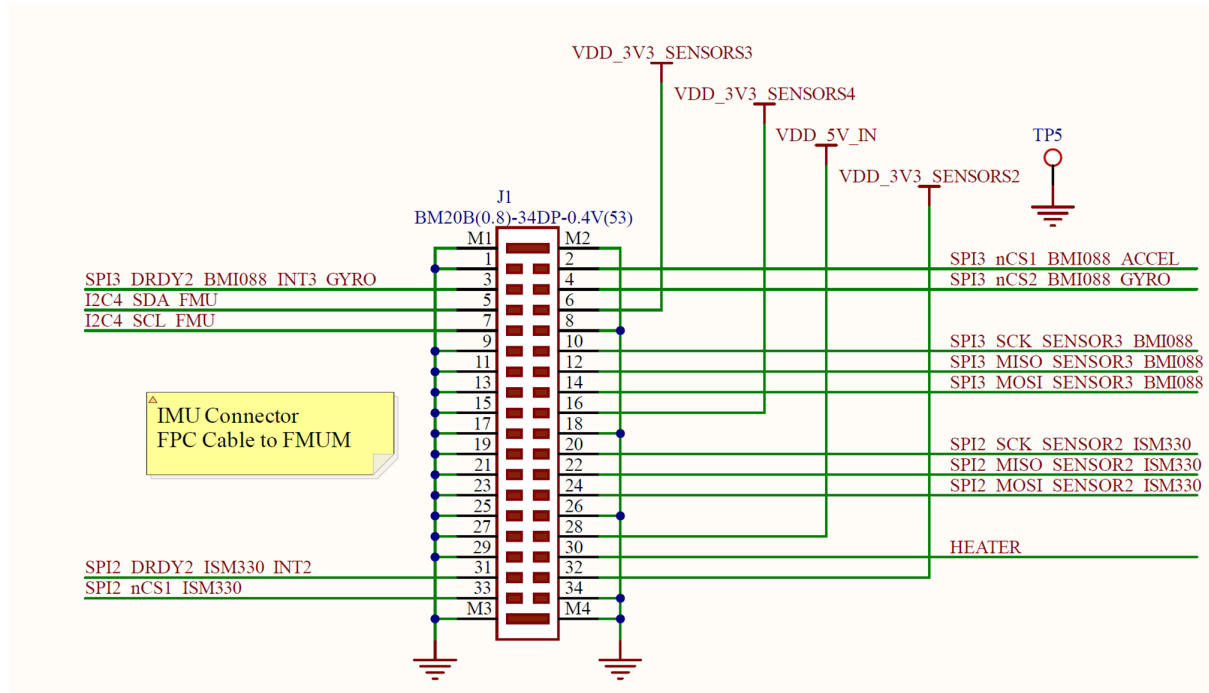 VDD_3V3_SENSORS3
VDD_3V3_SENSORS4
VDD_5V_IN
TP5
VDD_3V3_SENSORS2
J1
BM20B(0.8)-34DP-0.4V(53)
M1 M2
1 2 SPI3_nCS1_BMI088_ACCEL
SPI3_DRDY2_BMI088_INT3_GYRO 3 4 SPI3_nCS2_BMI088_GYRO
I2C4_SDA_FMU 5 6
I2C4_SCL_FMU 7 8
9 10 SPI3_SCK_SENSOR3_BMI088
11 12 SPI3_MISO_SENSOR3_BMI088
13 14 SPI3_MOSI_SENSOR3_BMI088
15 16
IMU Connector
FPC Cable to FMUM
17 18
19 20 SPI2_SCK_SENSOR2_ISM330
21 22 SPI2_MISO_SENSOR2_ISM330
23 24 SPI2_MOSI_SENSOR2_ISM330
25 26
27 28
29 30 HEATER
SPI2_DRDY2_ISM330_INT2 31 32
SPI2_nCS1_ISM330 33 34
M3 M4